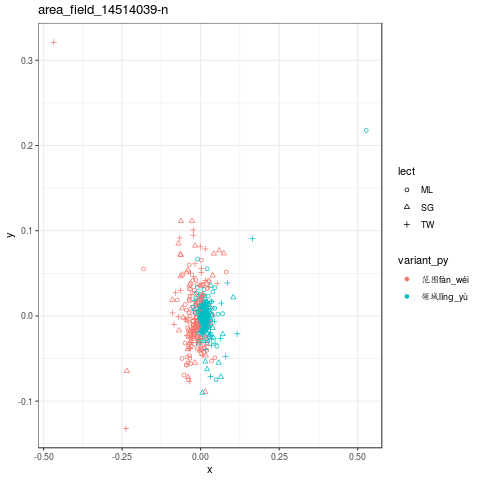 area_field_14514039-n
0.3
0.2
0.1
0.0
-0.1
y
-0.50
-0.25
0.00
0.25
0.50
x
lect
ML
SG
TW
variant_py
范围fàn_wéi
领域lǐng_yù